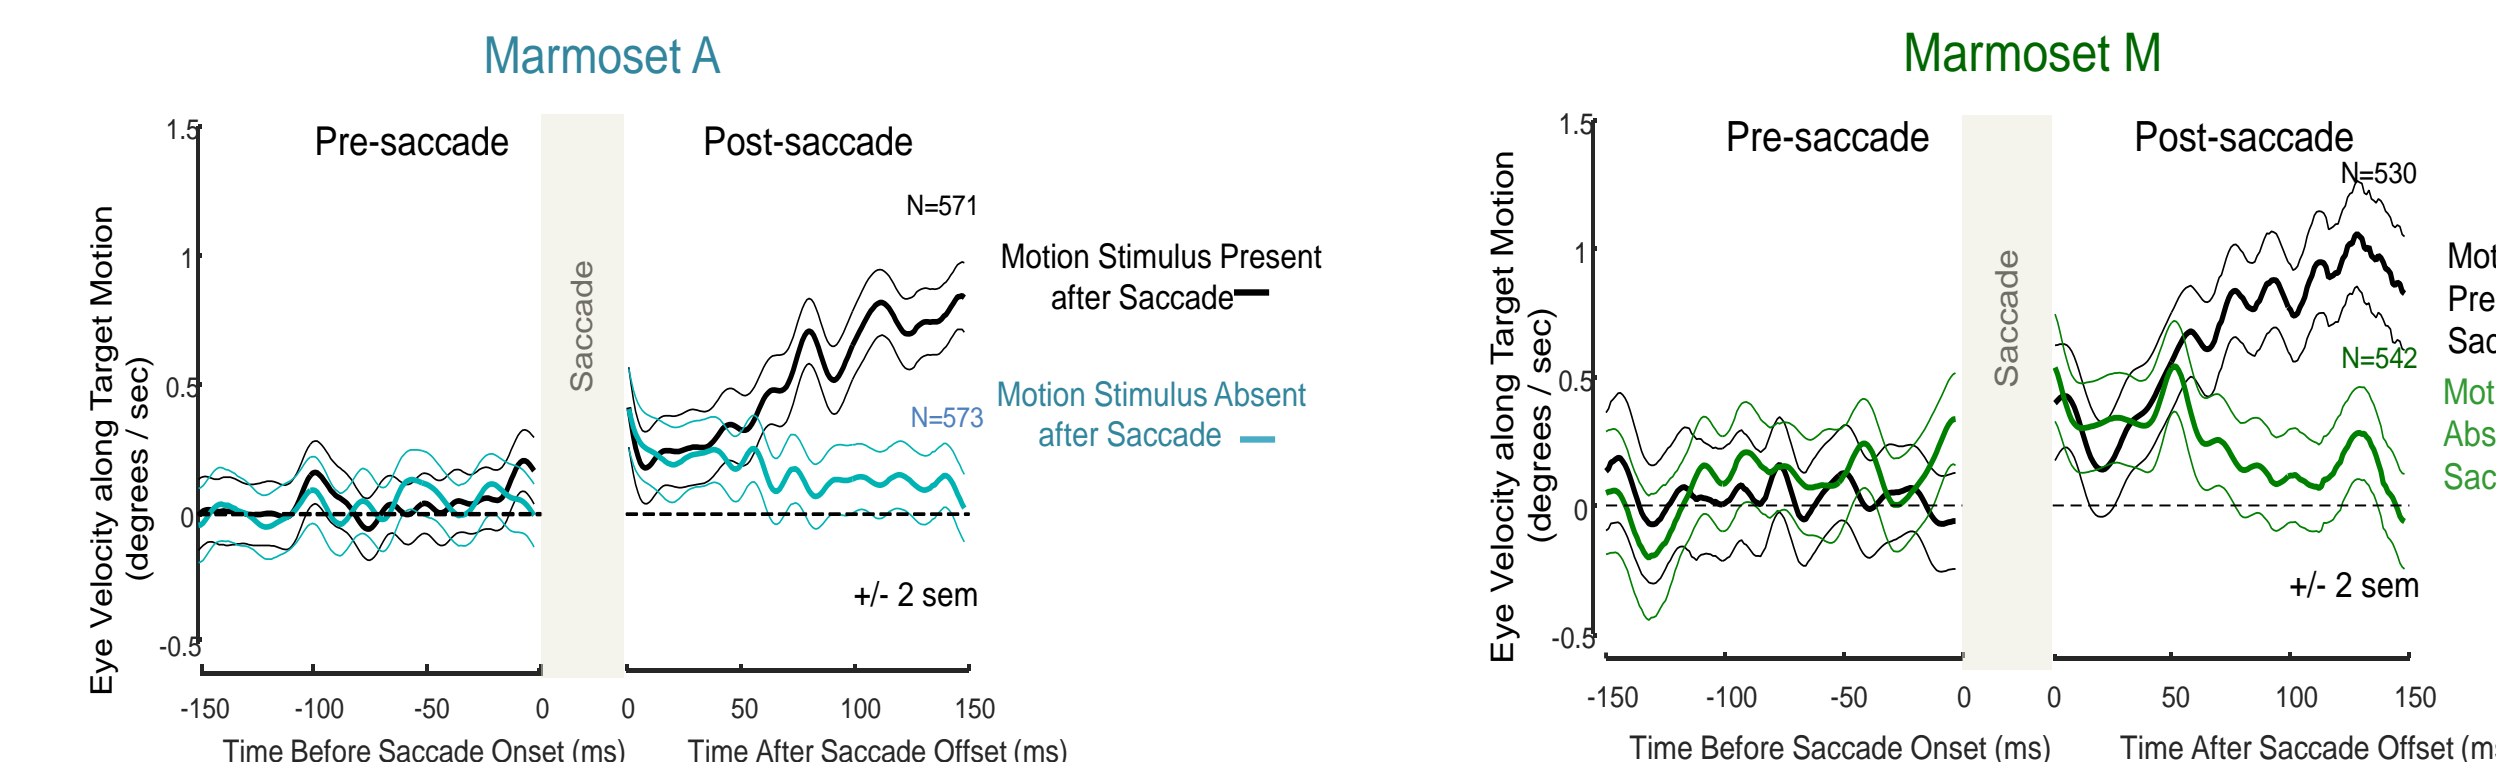 Marmoset A
Pre-saccade
Post-saccade
Saccade
N=571
N=573
+/- 2 sem
Eye Velocity along Target Motion
(degrees / sec)
1.5
1
0.5
0
-0.5
-150 -100 -50 0
0 50 100 150
Time Before Saccade Onset (ms)
Time After Saccade Offset (ms)
Motion Stimulus Present
after Saccade
Motion Stimulus Absent
after Saccade
Marmoset M
Pre-saccade
Post-saccade
Saccade
N=530
N=542
+/- 2 sem
Eye Velocity along Target Motion
(degrees / sec)
1.5
1
0.5
0
-0.5
-150 -100 -50 0
0 50 100 150
Time Before Saccade Onset (ms)
Time After Saccade Offset
Mot
Pre
Sac
Mot
Abs
Sac